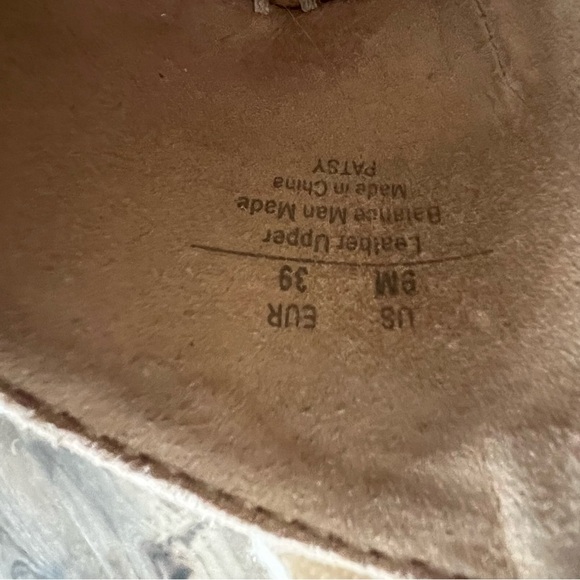 US EUR
9M 39
Leather Upper
Balance Man Made
Made in China
PATSY